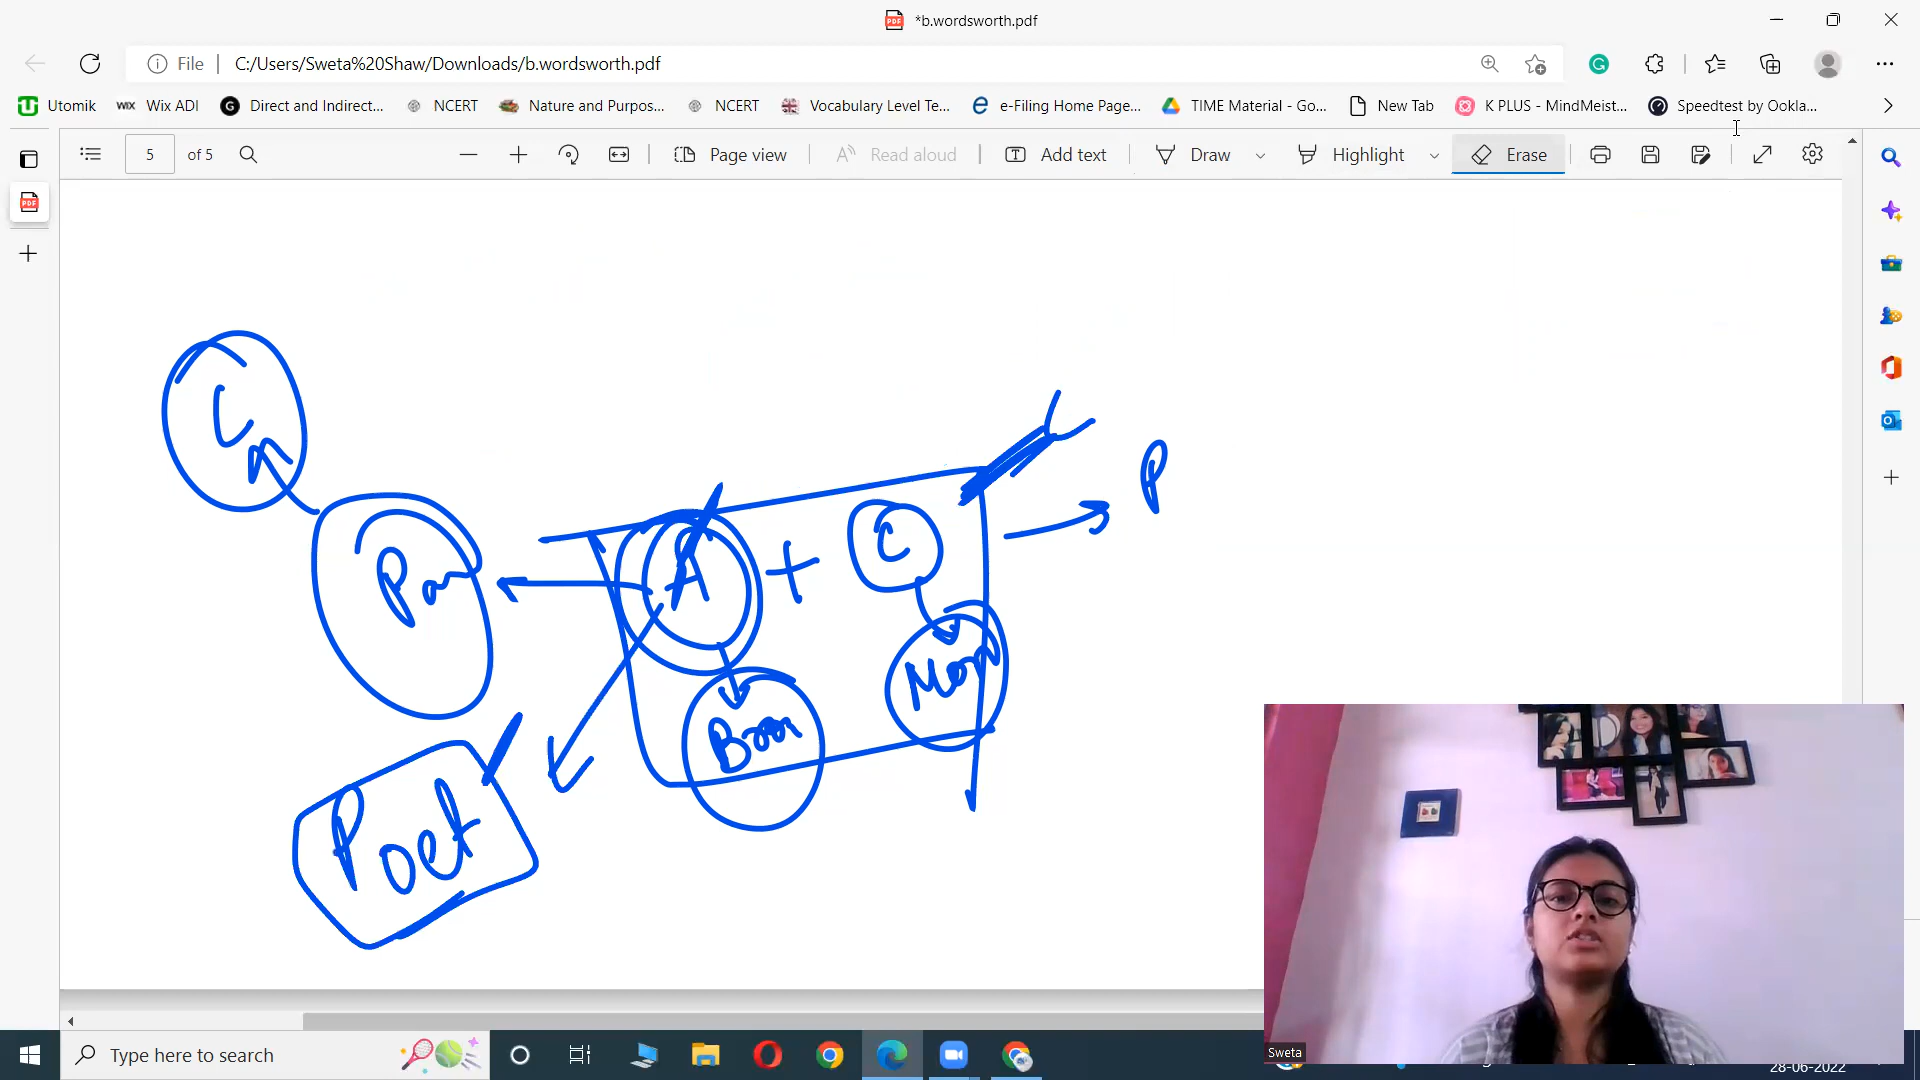 *b.wordsworth.pdf
File
C:/Users/Sweta%20Shaw/Downloads/b.wordsworth.pdf
Utomik
WIX Wix ADI
Direct and Indirect...
NCERT
Nature and Purpos...
NCERT
Vocabulary Level Te...
e-Filing Home Page...
TIME Material - Go...
New Tab
K PLUS - MindMeist...
Speedtest by Ookla...
5 of 5
Page view
Read aloud
Add text
Draw
Highlight
Erase
C
P
A + C
Poet
Type here to search
Sweta
28-06-2022